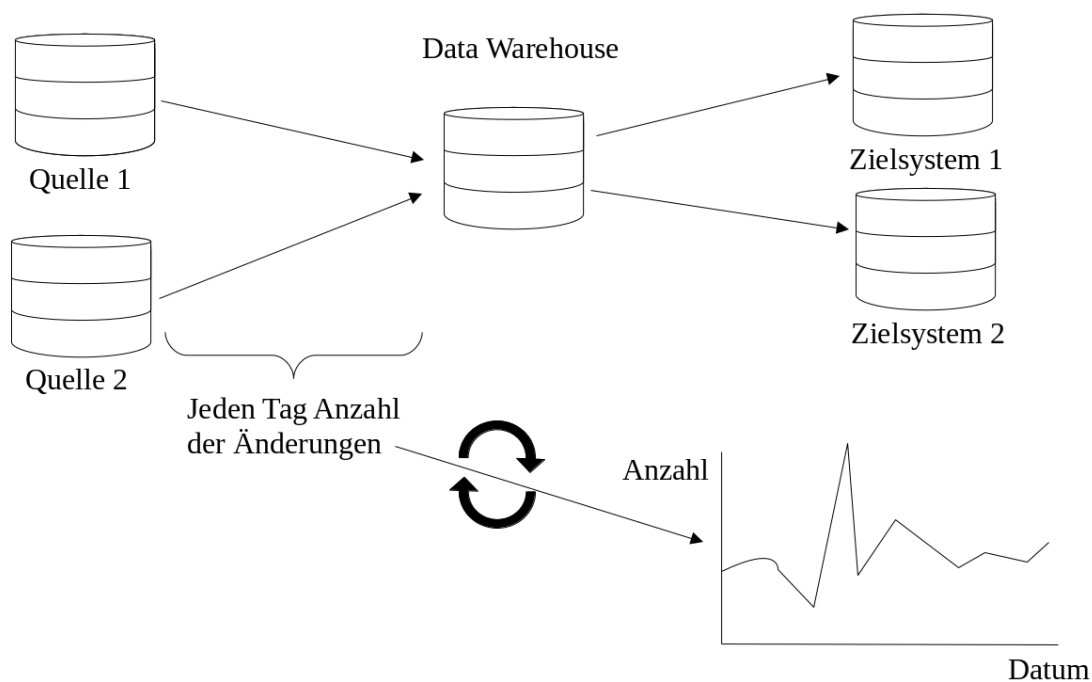 Data Warehouse
Quelle 1
Zielsystem 1
Quelle 2
Zielsystem 2
Jeden Tag Anzahl
der Änderungen
Anzahl
Datum